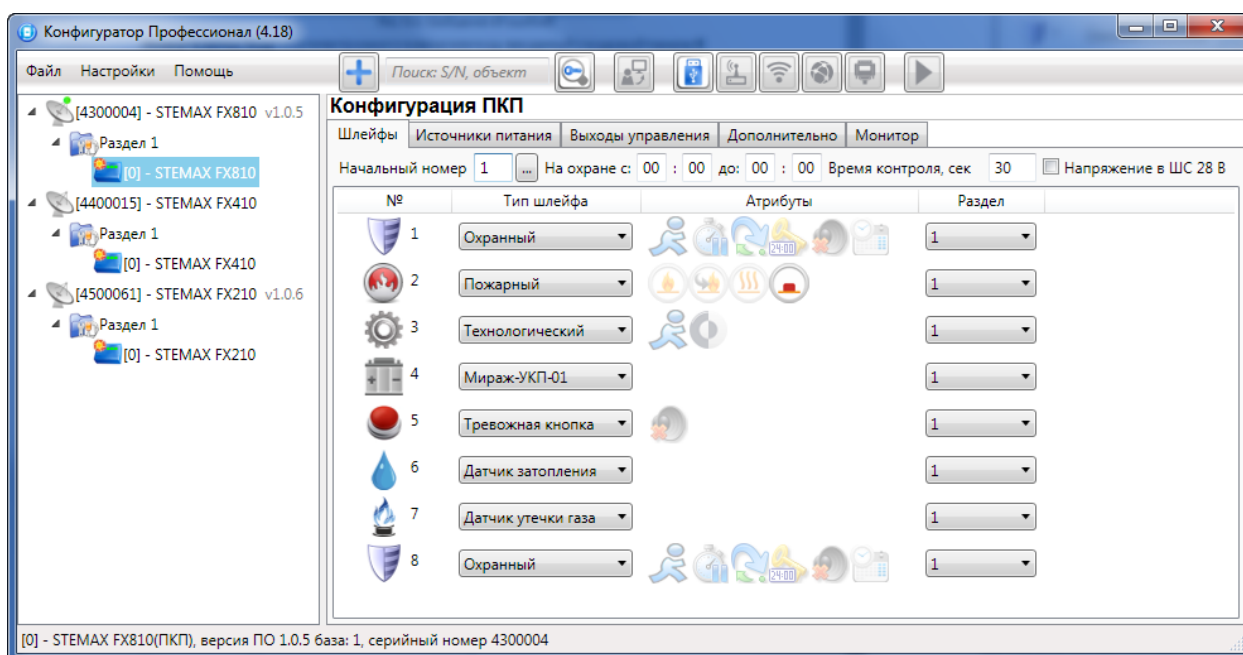 Конфигуратор Профессионал (4.18)
Файл Настройки Помощь Поиск: S/N, объект
[4300004] - STEMAX FX810 v1.0.5
Раздел 1
[0] - STEMAX FX810
[4400015] - STEMAX FX410
Раздел 1
[0] - STEMAX FX410
[4500061] - STEMAX FX210 v1.0.6
Раздел 1
[0] - STEMAX FX210
Конфигурация ПКП
Шлейфы Источники питания Выходы управления Дополнительно Монитор
Начальный номер 1 ... На охране с: 00 : 00 до: 00 : 00 Время контроля, сек 30 Напряжение в ШС 28 В
№ Тип шлейфа Атрибуты Раздел
1 Охранный 24:00 1
2 Пожарный 1
3 Технологический 1
4 Мираж-УКП-01 1
5 Тревожная кнопка 1
6 Датчик затопления 1
7 Датчик утечки газа 1
8 Охранный 24:00 1
[0] - STEMAX FX810(ПКП), версия ПО 1.0.5 база: 1, серийный номер 4300004